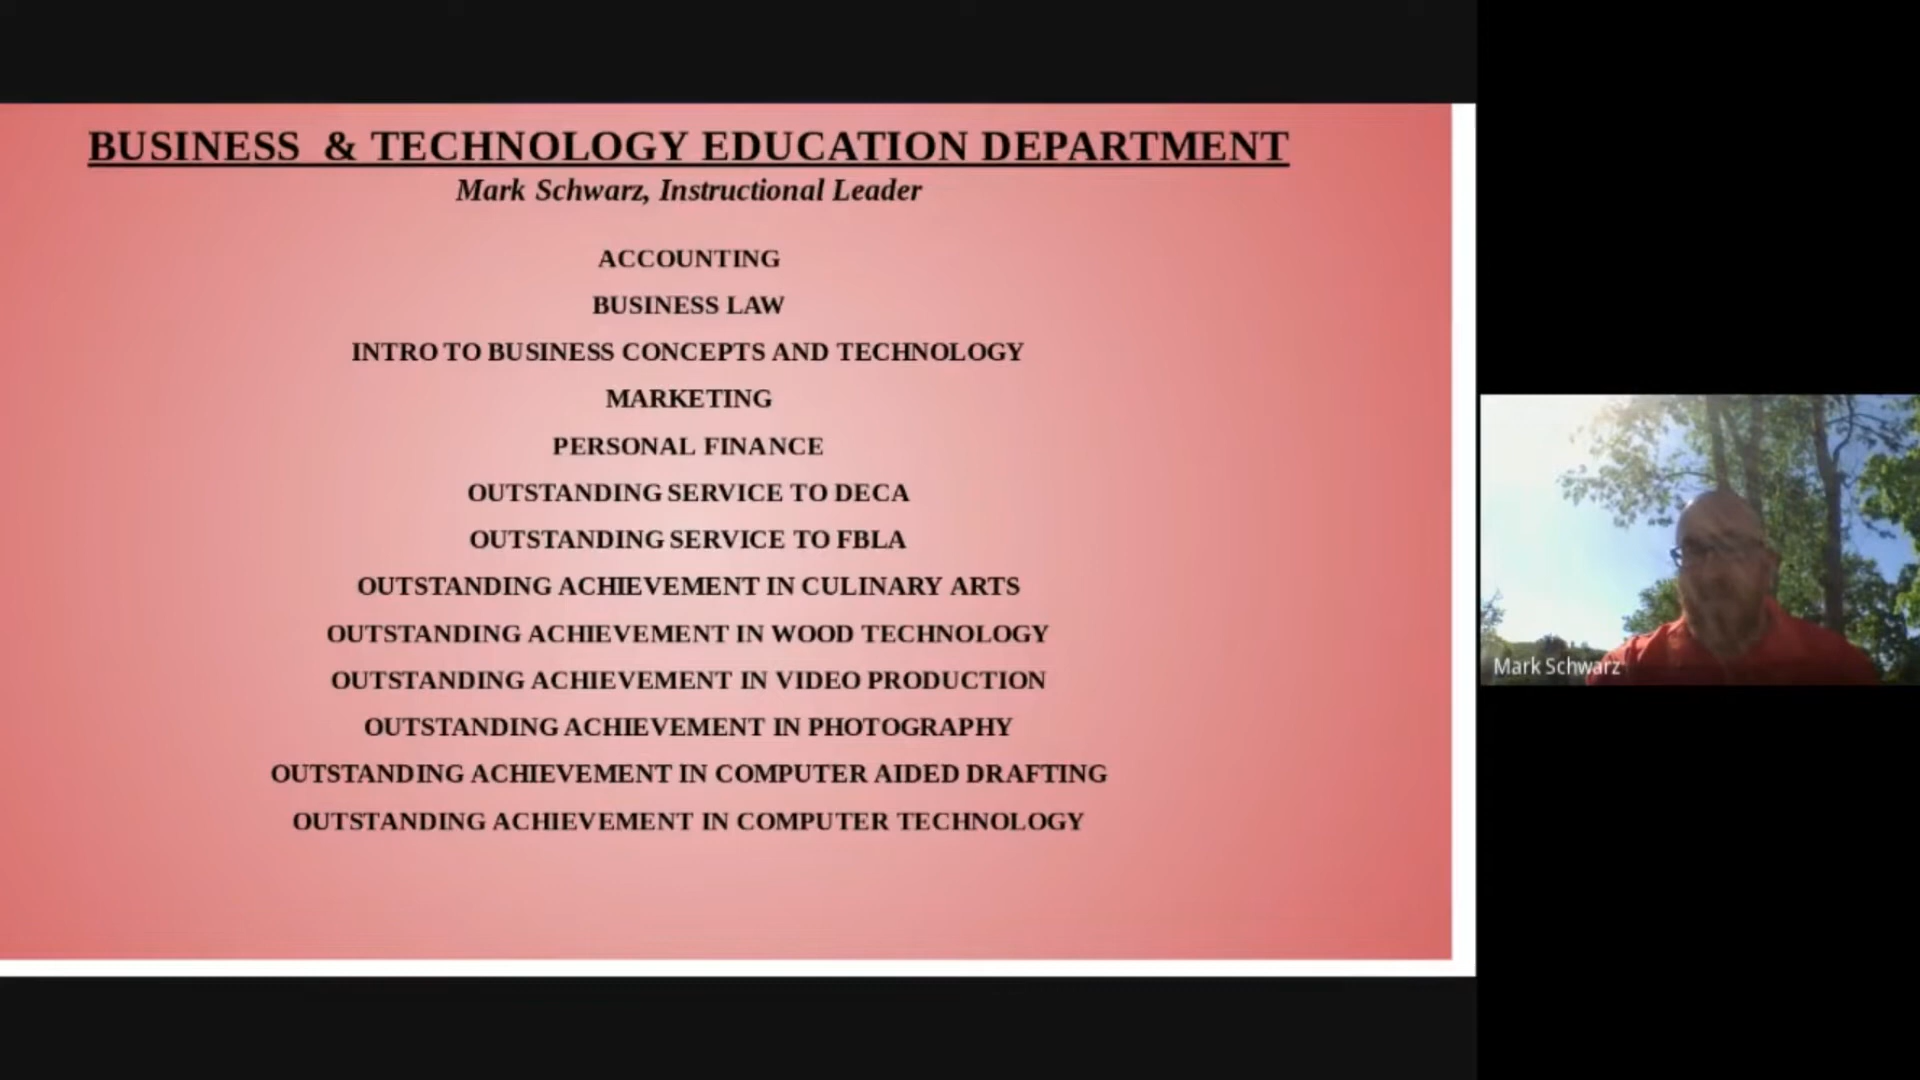 BUSINESS & TECHNOLOGY EDUCATION DEPARTMENT
Mark Schwarz, Instructional Leader
ACCOUNTING
BUSINESS LAW
INTRO TO BUSINESS CONCEPTS AND TECHNOLOGY
MARKETING
PERSONAL FINANCE
OUTSTANDING SERVICE TO DECA
OUTSTANDING SERVICE TO FBLA
OUTSTANDING ACHIEVEMENT IN CULINARY ARTS
OUTSTANDING ACHIEVEMENT IN WOOD TECHNOLOGY
OUTSTANDING ACHIEVEMENT IN VIDEO PRODUCTION
OUTSTANDING ACHIEVEMENT IN PHOTOGRAPHY
OUTSTANDING ACHIEVEMENT IN COMPUTER AIDED DRAFTING
OUTSTANDING ACHIEVEMENT IN COMPUTER TECHNOLOGY
Mark Schwarz